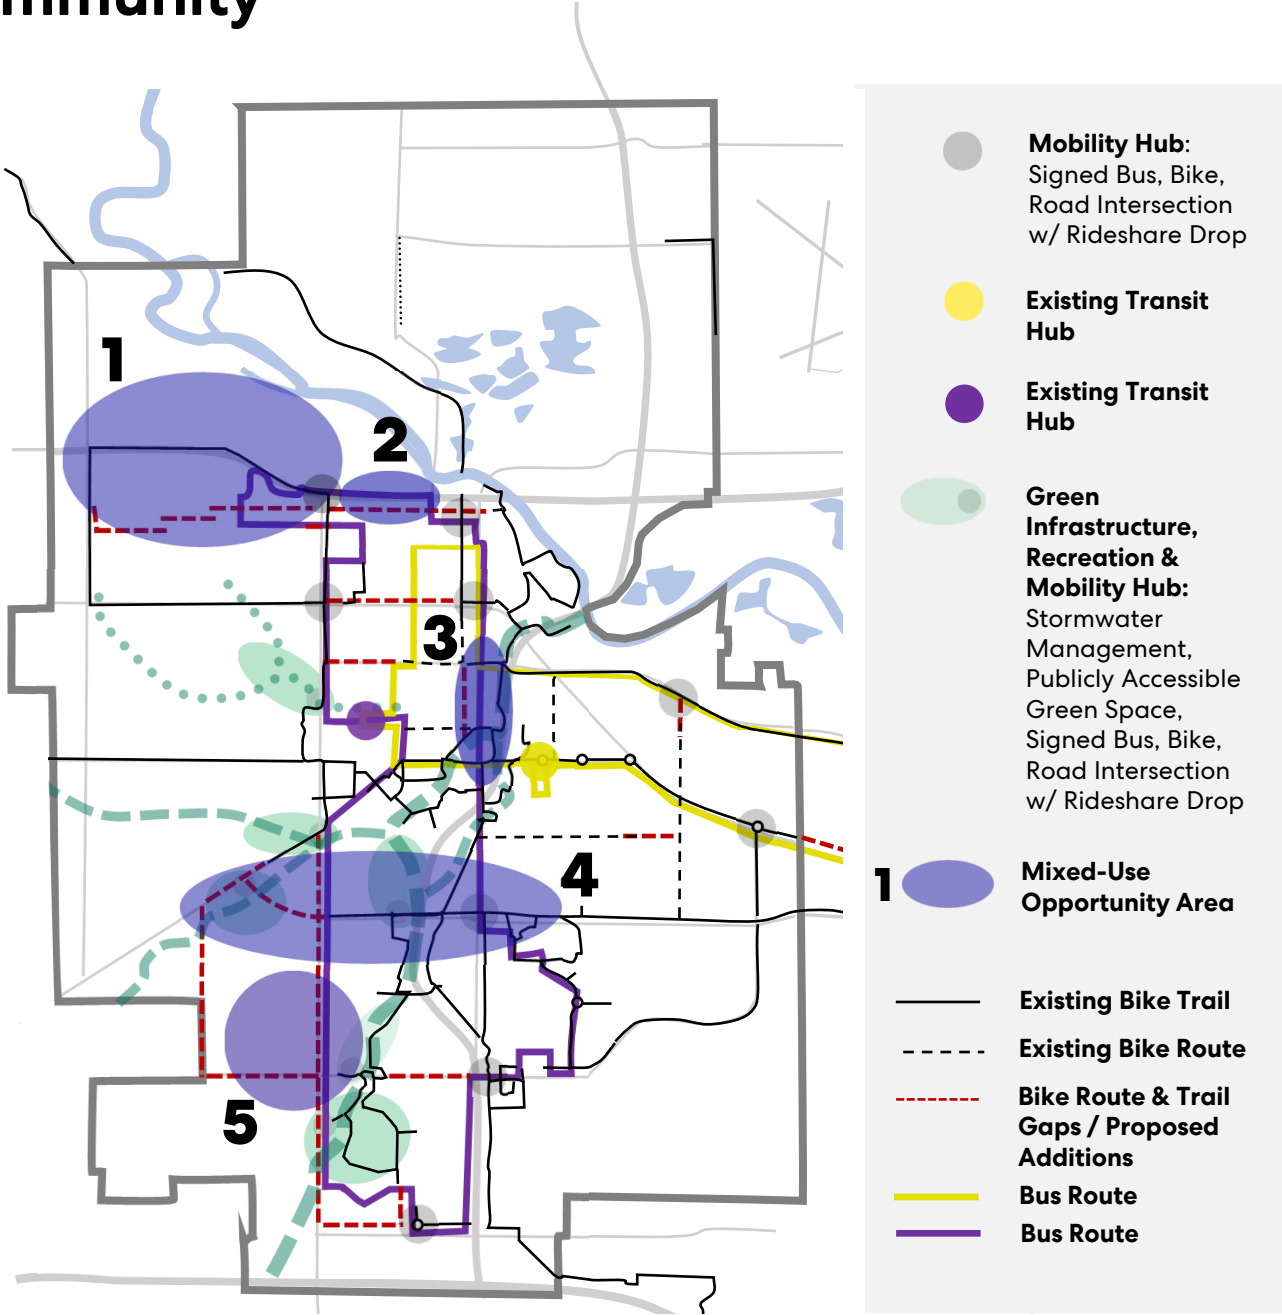 mmunity
1
2
3
4
5
Mobility Hub:
Signed Bus, Bike,
Road Intersection
w/ Rideshare Drop
Existing Transit
Hub
Existing Transit
Hub
Green
Infrastructure,
Recreation &
Mobility Hub:
Stormwater
Management,
Publicly Accessible
Green Space,
Signed Bus, Bike,
Road Intersection
w/ Rideshare Drop
1
Mixed-Use
Opportunity Area
Existing Bike Trail
Existing Bike Route
Bike Route & Trail
Gaps / Proposed
Additions
Bus Route
Bus Route